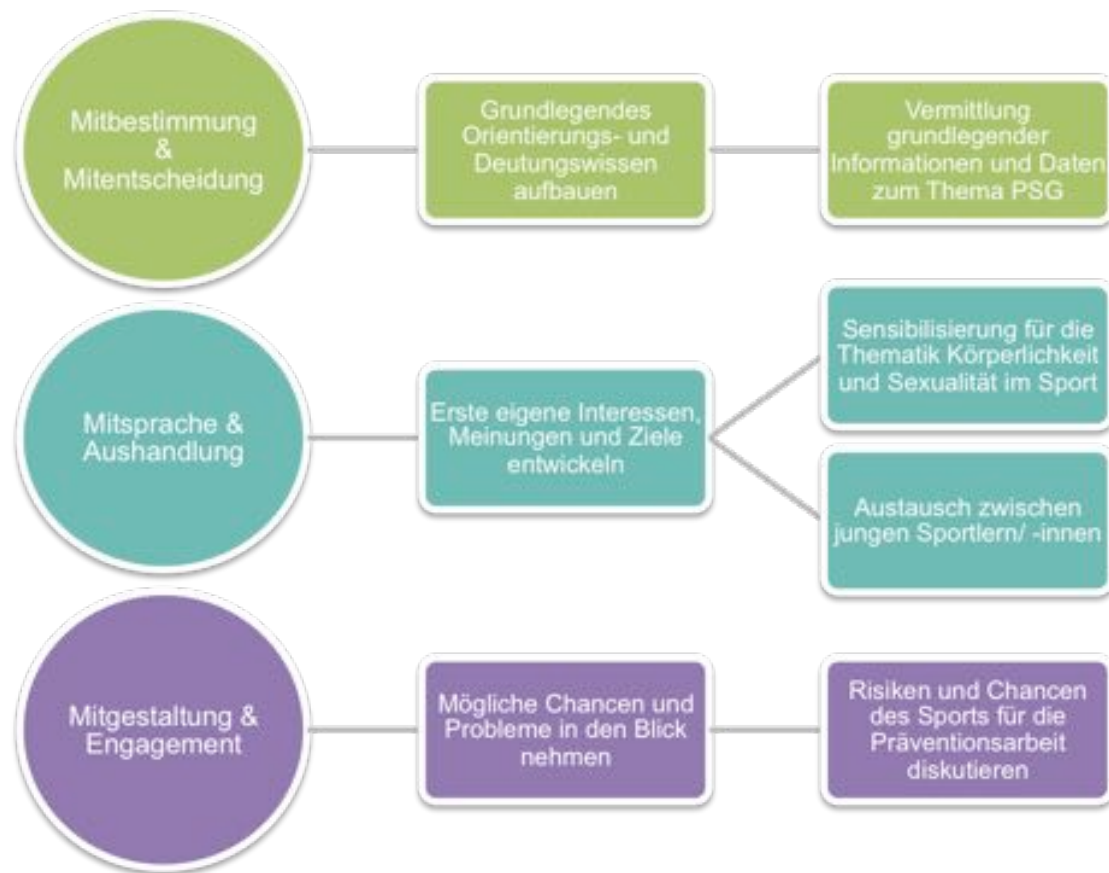 Mitbestimmung
&
Mitentscheidung
Grundlegendes
Orientierungs- und
Deutungswissen
aufbauen
Vermittlung
grundlegender
Informationen und Daten
zum Thema PSG
Mitsprache &
Aushandlung
Erste eigene Interessen,
Meinungen und Ziele
entwickeln
Sensibilisierung für die
Thematik Körperlichkeit
und Sexualität im Sport
Austausch zwischen
jungen Sportlern/ -innen
Mitgestaltung &
Engagement
Mögliche Chancen und
Probleme in den Blick
nehmen
Risiken und Chancen
des Sports für die
Präventionsarbeit
diskutieren